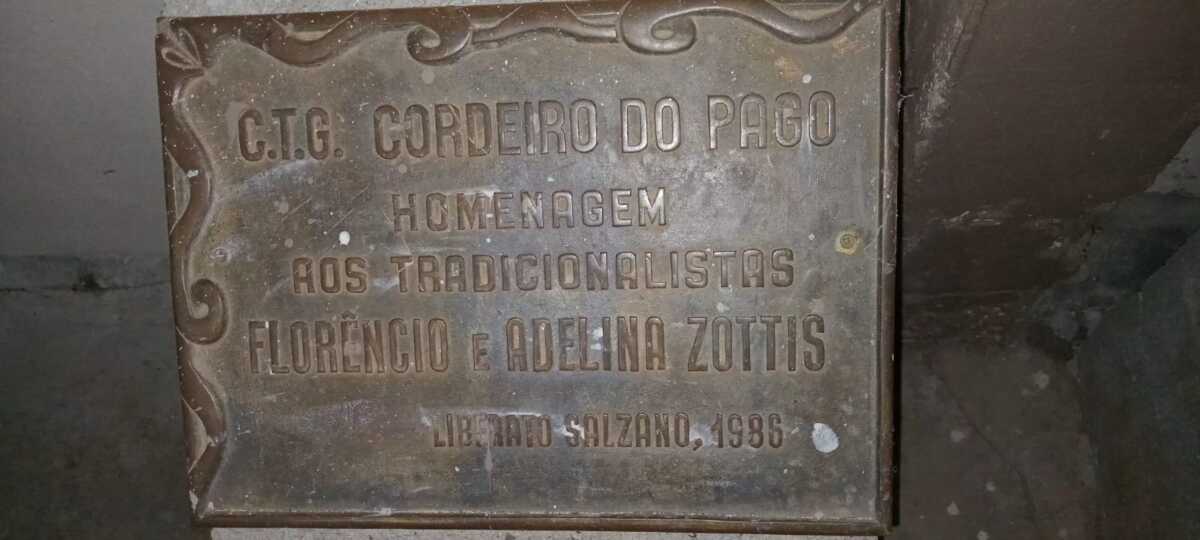 C.T.G. CORDEIRO DO PAGO
HOMENAGEM
AOS TRADICIONALISTAS
FLORÊNCIO E ADELINA ZOTTIS
LIBERATO SALZANO, 1986